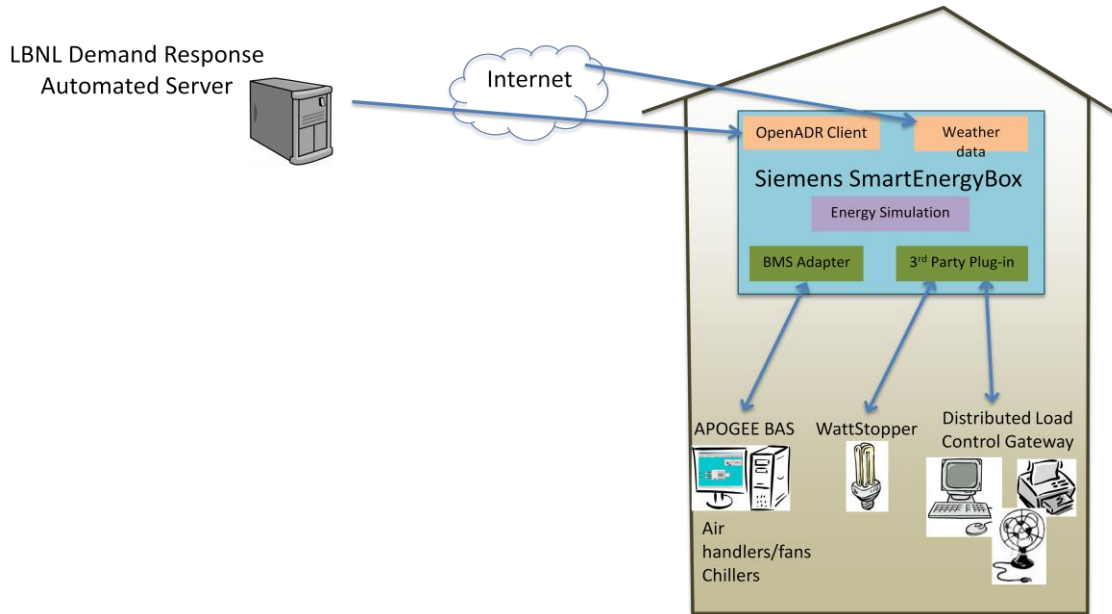 LBNL Demand Response
Automated Server
Internet
OpenADR Client
Weather
data
Siemens SmartEnergyBox
Energy Simulation
BMS Adapter
3rd Party Plug-in
APOGEE BAS
WattStopper
Distributed Load
Control Gateway
Air
handlers/fans
Chillers